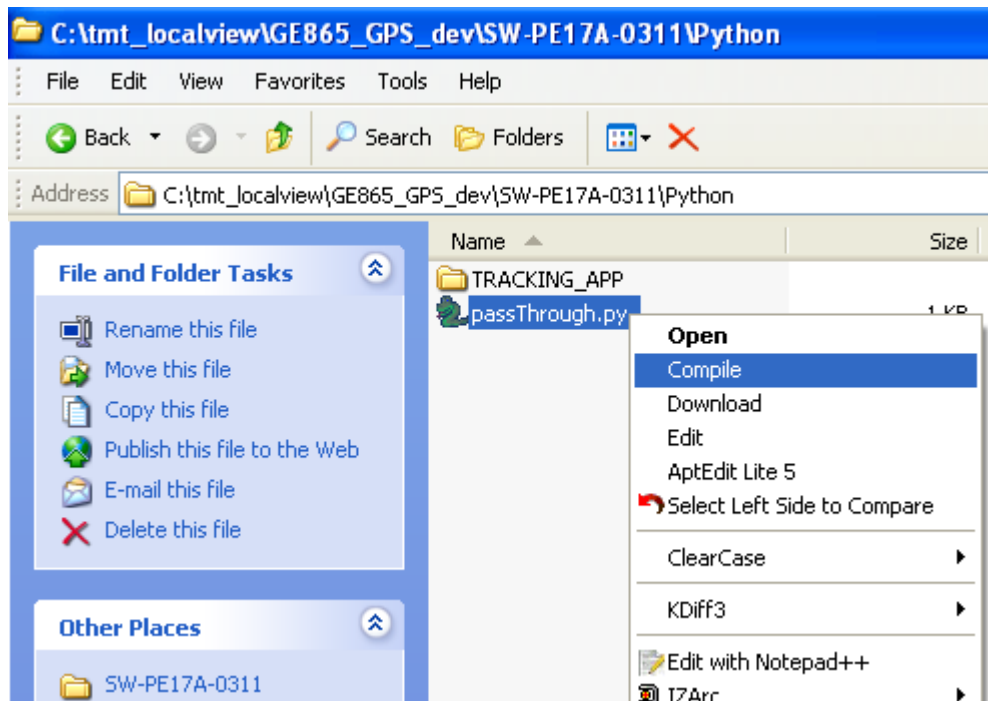 C:\tmt_localview\GE865_GPS_dev\SW-PE17A-0311\Python
File Edit View Favorites Tools Help
Back Search Folders
Address C:\tmt_localview\GE865_GPS_dev\SW-PE17A-0311\Python
Name Size
File and Folder Tasks
TRACKING_APP
passThrough.py 1 KB
Rename this file
Move this file
Copy this file
Publish this file to the Web
E-mail this file
Delete this file
Other Places
SW-PE17A-0311
Open
Compile
Download
Edit
AptEdit Lite 5
Select Left Side to Compare
ClearCase
KDiff3
Edit with Notepad++
IZArc